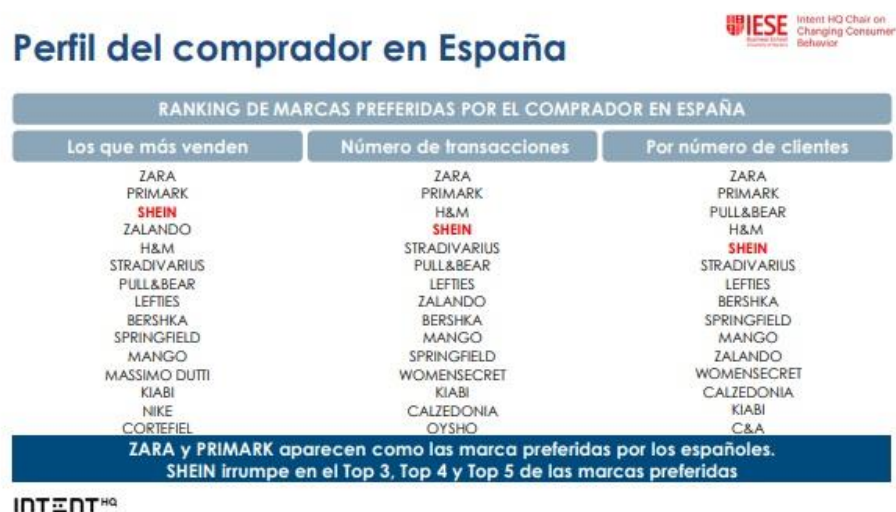 Perfil del comprador en España
IESE
Business School
University of Navarra
Intent HQ Chair on
Changing Consumer
Behavior
RANKING DE MARCAS PREFERIDAS POR EL COMPRADOR EN ESPAÑA
Los que más venden
ZARA
PRIMARK
SHEIN
ZALANDO
H&M
STRADIVARIUS
PULL&BEAR
LEFTIES
BERSHKA
SPRINGFIELD
MANGO
MASSIMO DUTTI
KIABI
NIKE
CORTEFIEL
Número de transacciones
ZARA
PRIMARK
H&M
SHEIN
STRADIVARIUS
PULL&BEAR
LEFTIES
ZALANDO
BERSHKA
MANGO
SPRINGFIELD
WOMENSECRET
KIABI
CALZEDONIA
OYSHO
Por número de clientes
ZARA
PRIMARK
PULL&BEAR
H&M
SHEIN
STRADIVARIUS
LEFTIES
BERSHKA
SPRINGFIELD
MANGO
ZALANDO
WOMENSECRET
CALZEDONIA
KIABI
C&A
ZARA y PRIMARK aparecen como las marca preferidas por los españoles.
SHEIN irrumpe en el Top 3, Top 4 y Top 5 de las marcas preferidas
INTENT HQ